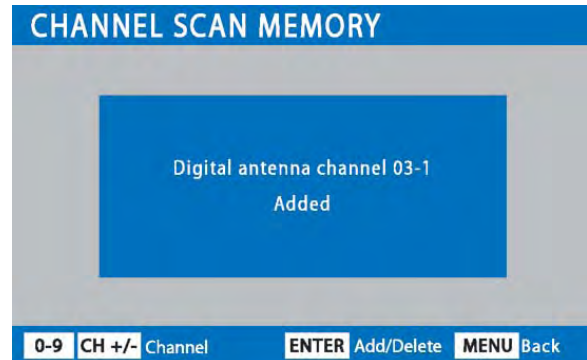 CHANNEL SCAN MEMORY
Digital antenna channel 03-1
Added
0-9 CH +/- Channel ENTER Add/Delete MENU Back